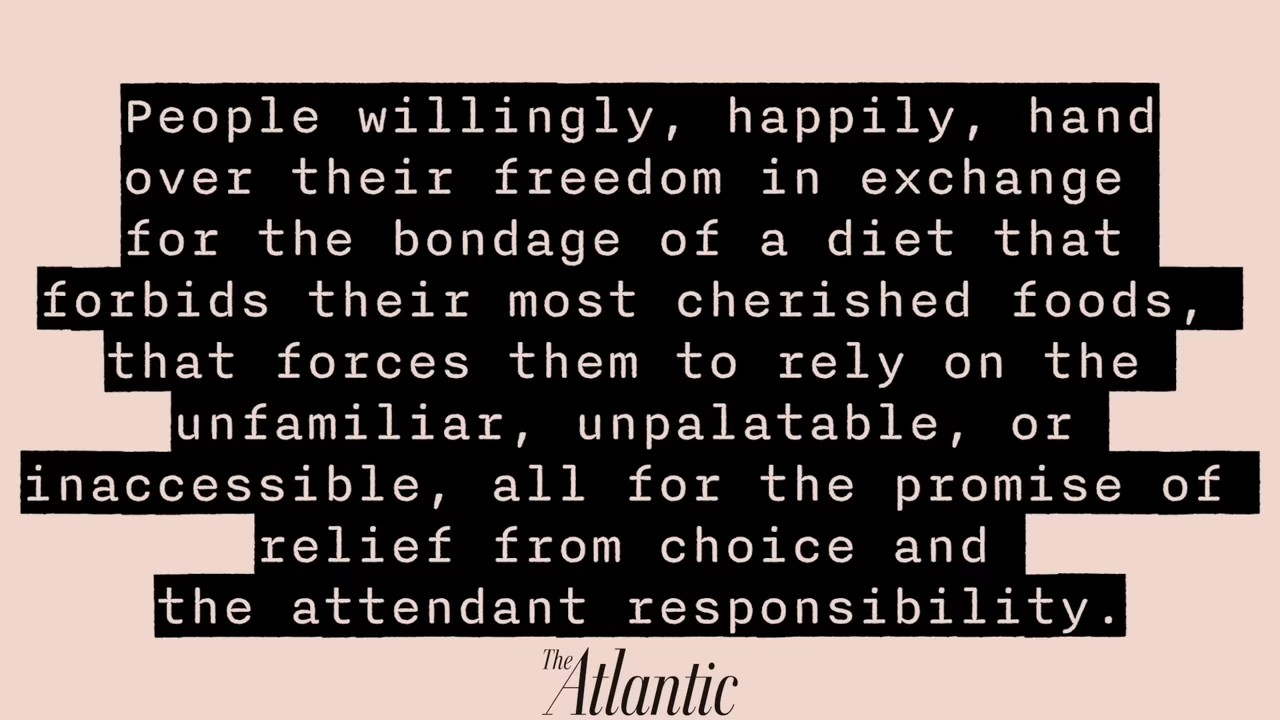 People willingly, happily, hand
over their freedom in exchange
for the bondage of a diet that
forbids their most cherished foods,
that forces them to rely on the
unfamiliar, unpalatable, or
inaccessible, all for the promise of
relief from choice and
the attendant responsibility.
The Atlantic